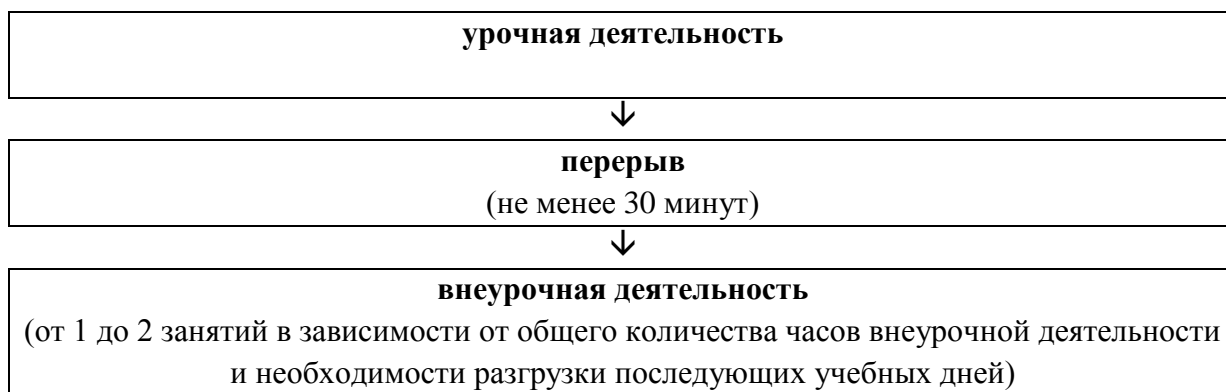 урочная деятельность
↓
перерыв
(не менее 30 минут)
↓
внеурочная деятельность
(от 1 до 2 занятий в зависимости от общего количества часов внеурочной деятельности
и необходимости разгрузки последующих учебных дней)